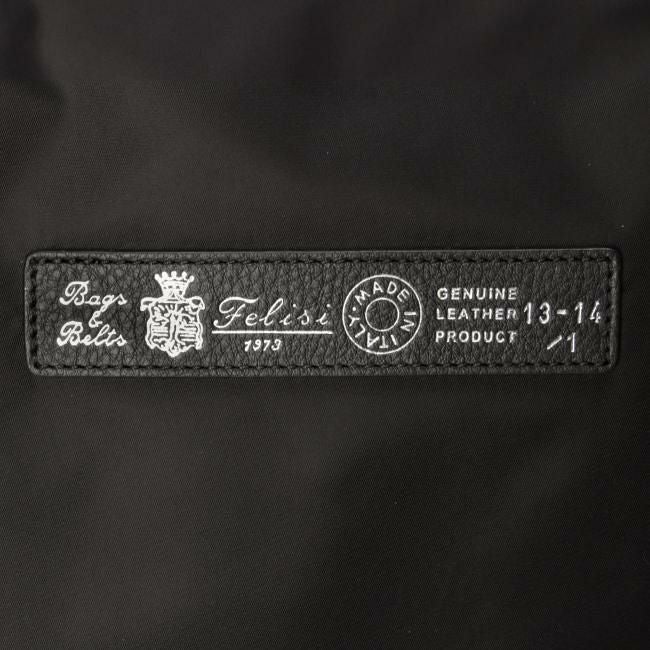 Bags
&
Belts
Felisi
1973
MADE IN ITALY
GENUiNE
LEATHER
PRODUCT
13-14
/1